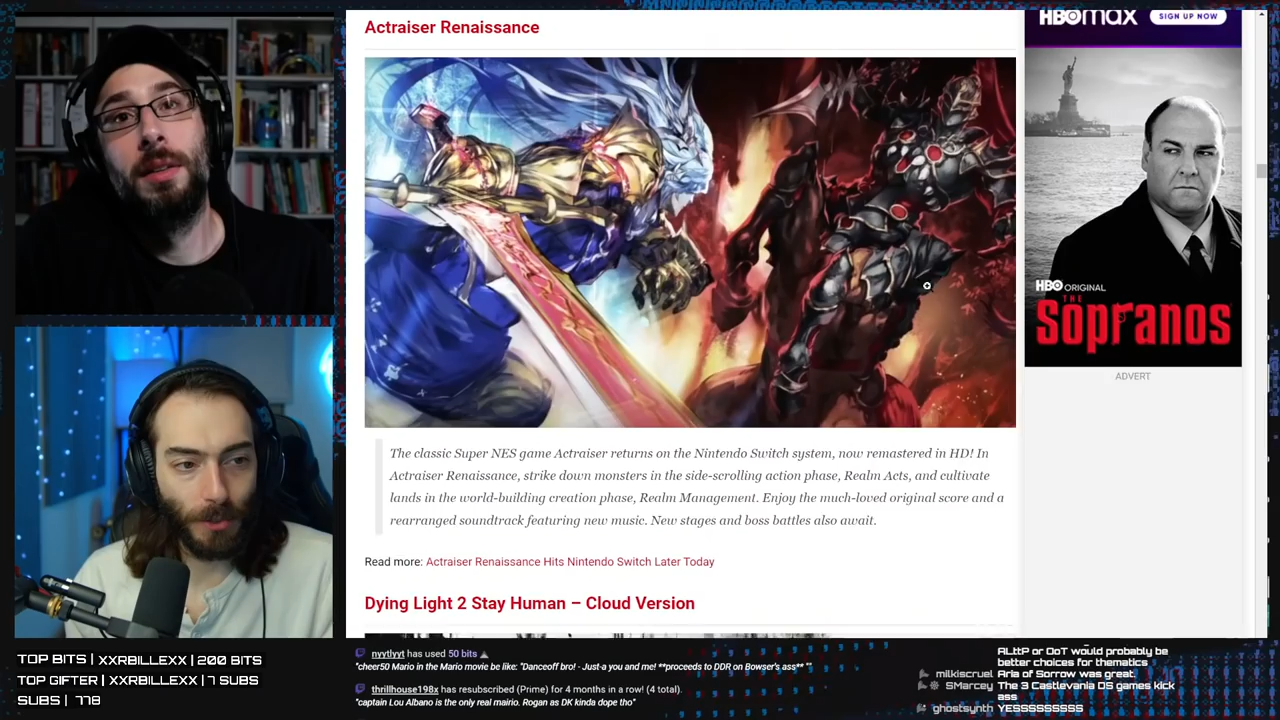 Actraiser Renaissance
HBOmax
SIGN UP NOW
HBO ORIGINAL
THE
Sopranos
ADVERT
The classic Super NES game Actraiser returns on the Nintendo Switch system, now remastered in HD! In
Actraiser Renaissance, strike down monsters in the side-scrolling action phase, Realm Acts, and cultivate
lands in the world-building creation phase, Realm Management. Enjoy the much-loved original score and a
rearranged soundtrack featuring new music. New stages and boss battles also await.
Read more: Actraiser Renaissance Hits Nintendo Switch Later Today
Dying Light 2 Stay Human – Cloud Version
TOP BITS | XXRBILLEXX | 200 BITS
TOP GIFTER | XXRBILLEXX | 7 SUBS
SUBS | 778
nyytlyyt has used 50 bits
"cheer50 Mario in the Mario movie be like: "Danceoff bro! - Just-a you and me! **proceeds to DDR on Bowser's ass** ""
thrillhouse198x has resubscribed (Prime) for 4 months in a row! (4 total).
"captain Lou Albano is the only real mairio. Rogan as DK kinda dope tho"
ALttP or OoT would probably be
better choices for thematics
milkiscruel Aria of Sorrow was great.
SMarcey The 3 Castlevania DS games kick
ass
ghostsynth YESSSSSSSSS